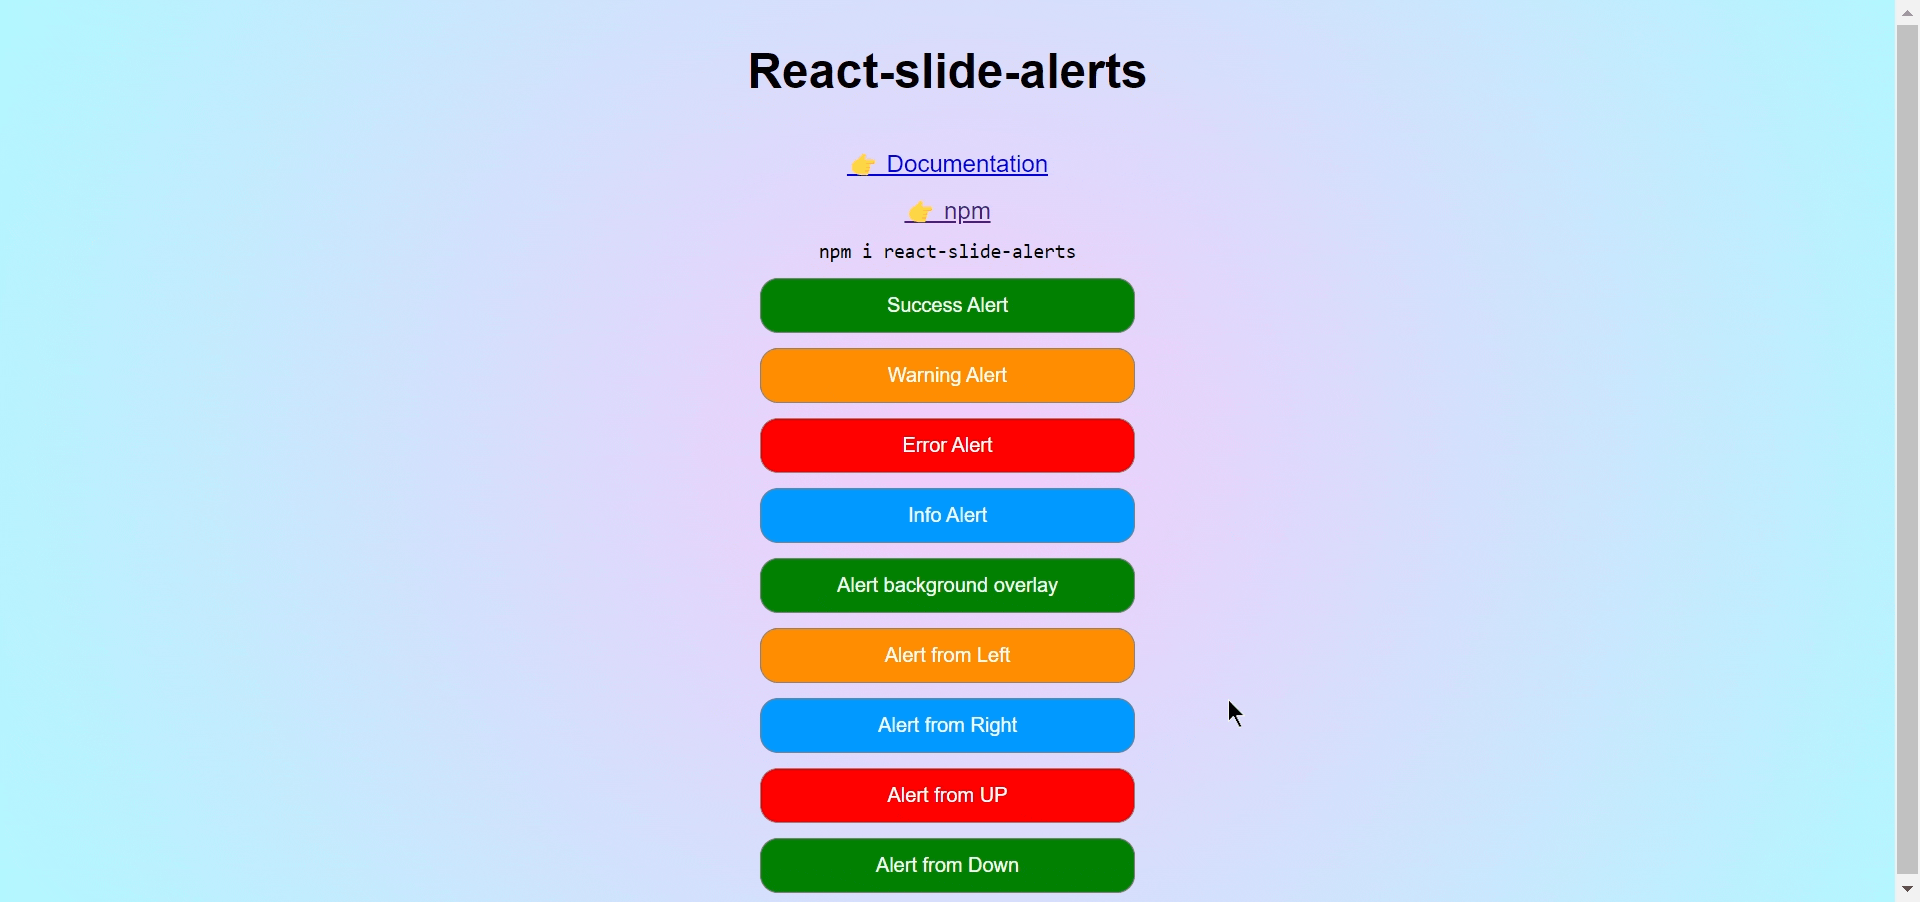 React-slide-alerts
👉 Documentation
👉 npm
npm i react-slide-alerts
Success Alert
Warning Alert
Error Alert
Info Alert
Alert background overlay
Alert from Left
Alert from Right
Alert from UP
Alert from Down